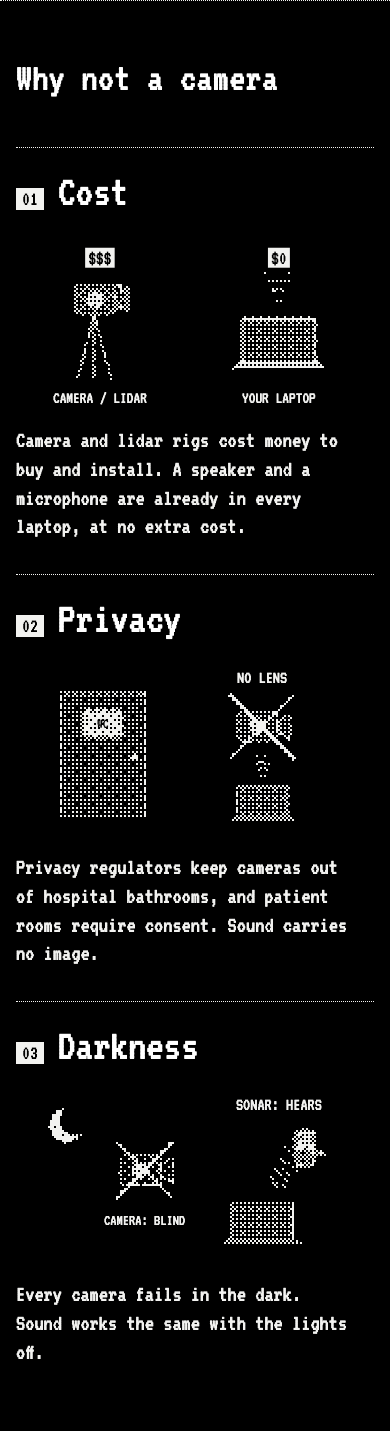 Why not a camera
01 Cost
$$$
$0
CAMERA / LIDAR
YOUR LAPTOP
Camera and lidar rigs cost money to
buy and install. A speaker and a
microphone are already in every
laptop, at no extra cost.
02 Privacy
NO LENS
Privacy regulators keep cameras out
of hospital bathrooms, and patient
rooms require consent. Sound carries
no image.
03 Darkness
SONAR: HEARS
CAMERA: BLIND
Every camera fails in the dark.
Sound works the same with the lights
off.